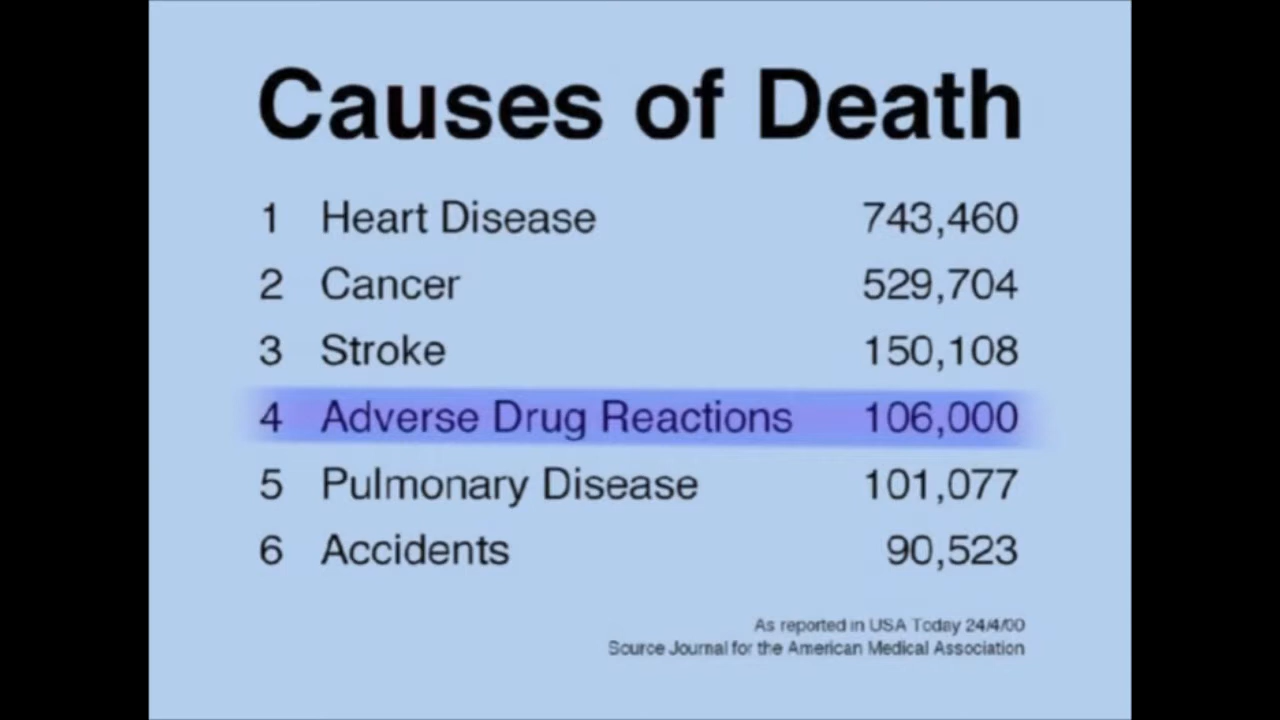 Causes of Death
1 Heart Disease 743,460
2 Cancer 529,704
3 Stroke 150,108
4 Adverse Drug Reactions 106,000
5 Pulmonary Disease 101,077
6 Accidents 90,523
As reported in USA Today 24/4/00
Source Journal for the American Medical Association